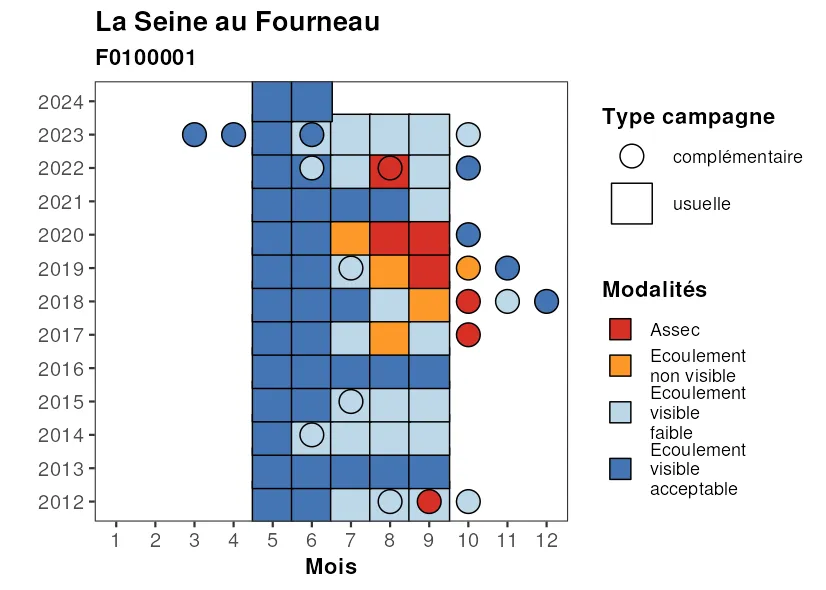 La Seine au Fourneau
F0100001
2024
2023
2022
2021
2020
2019
2018
2017
2016
2015
2014
2013
2012
1 2 3 4 5 6 7 8 9 10 11 12
Mois
Type campagne
complémentaire
usuelle
Modalités
Assec
Ecoulement
non visible
Ecoulement
visible
faible
Ecoulement
visible
acceptable